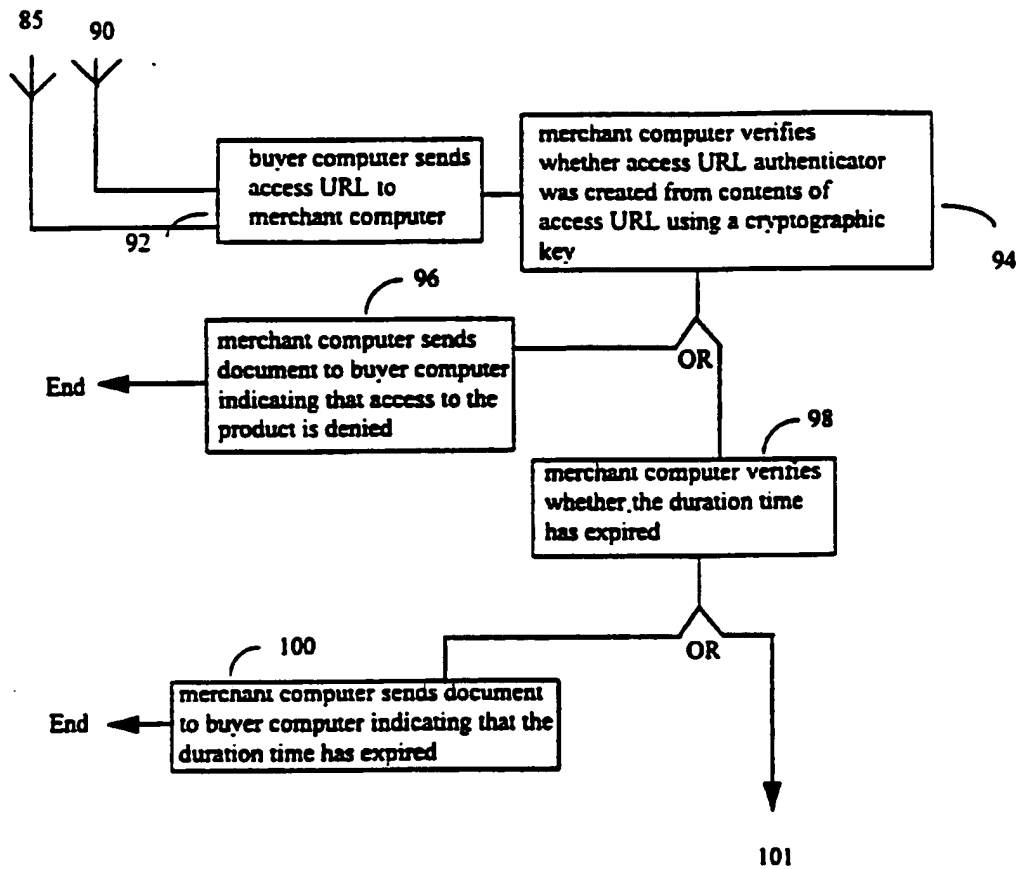 85
90
buyer computer sends
access URL to
merchant computer
92
merchant computer verifies
whether access URL authenticator
was created from contents of
access URL using a cryptographic
key
94
96
merchant computer sends
document to buyer computer
indicating that access to the
product is denied
End
OR
98
merchant computer verifies
whether the duration time
has expired
OR
100
merchant computer sends document
to buyer computer indicating that the
duration time has expired
End
101